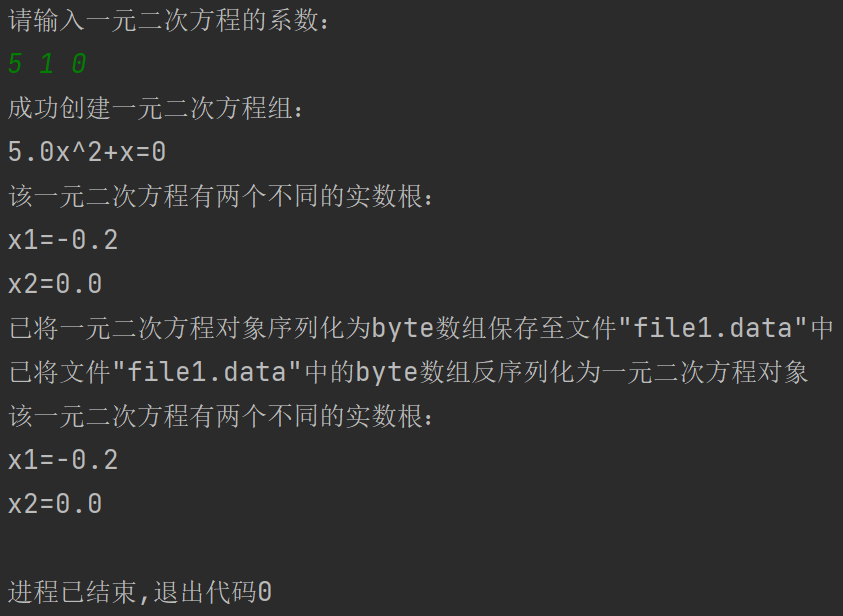 请输入一元二次方程的系数:
5 1 0
成功创建一元二次方程组:
5.0x^2+x=0
该一元二次方程有两个不同的实数根:
x1=-0.2
x2=0.0
已将一元二次方程对象序列化为byte数组保存至文件"file1.data"中
已将文件"file1.data"中的byte数组反序列化为一元二次方程对象
该一元二次方程有两个不同的实数根:
x1=-0.2
x2=0.0
进程已结束,退出代码0